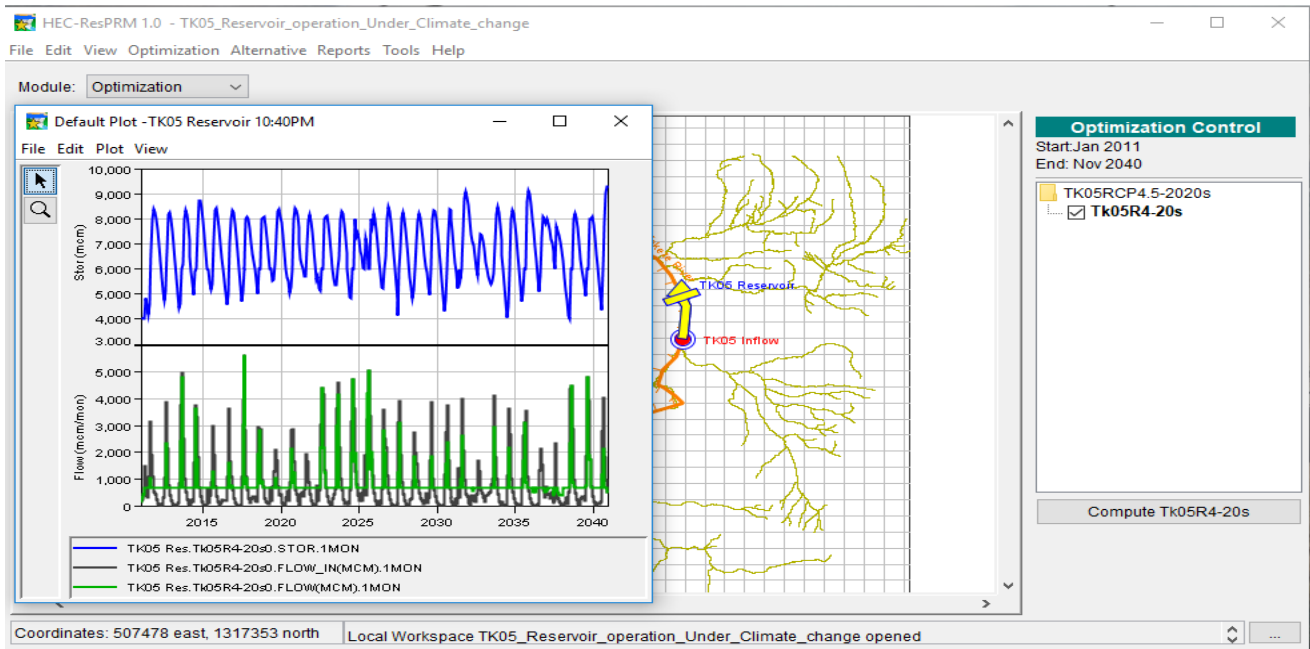 HEC-ResPRM 1.0 - TK05_Reservoir_operation_Under_Climate_change
File Edit View Optimization Alternative Reports Tools Help
Module: Optimization
Default Plot -TK05 Reservoir 10:40PM
File Edit Plot View
10,000
9,000
8,000
7,000
6,000
5,000
4,000
3,000
Stor (mcm)
5,000
4,000
3,000
2,000
1,000
0
Flow (mcm/mon)
2015 2020 2025 2030 2035 2040
TK05 Res.Tk05R4-20s0.STOR.1MON
TK05 Res.Tk05R4-20s0.FLOW_IN(MCM).1MON
TK05 Res.Tk05R4-20s0.FLOW(MCM).1MON
TK05 Reservoir
TK05 Inflow
Optimization Control
Start:Jan 2011
End: Nov 2040
TK05RCP4.5-2020s
Tk05R4-20s
Compute Tk05R4-20s
Coordinates: 507478 east, 1317353 north
Local Workspace TK05_Reservoir_operation_Under_Climate_change opened
...